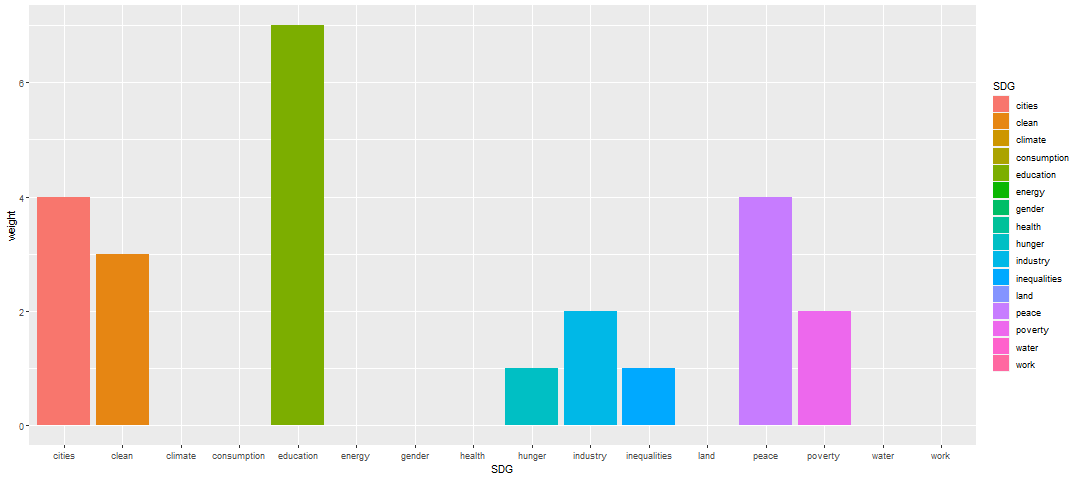 6
4
2
0
weight
cities clean climate consumption education energy gender health hunger industry inequalities land peace poverty water work
SDG
SDG
cities
clean
climate
consumption
education
energy
gender
health
hunger
industry
inequalities
land
peace
poverty
water
work